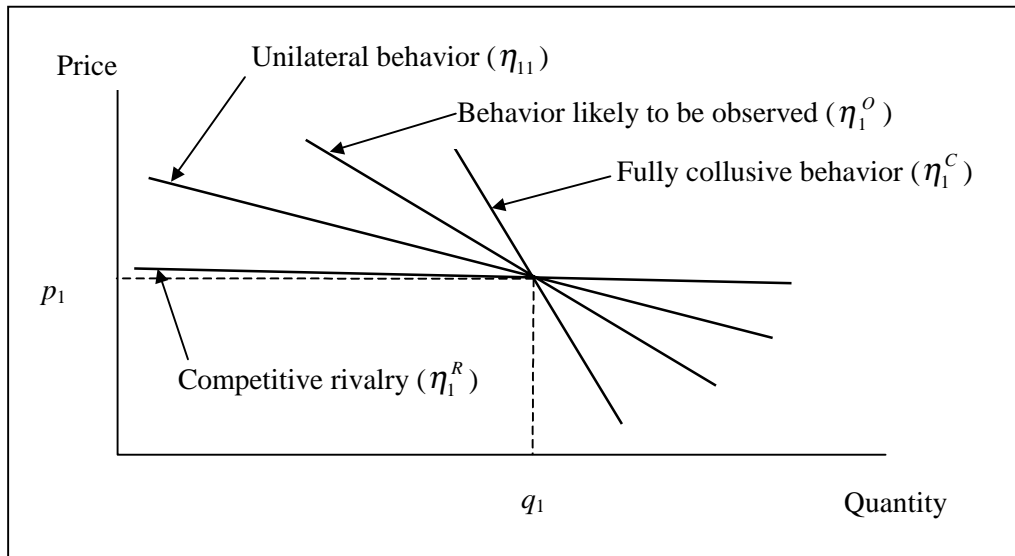 Unilateral behavior (η₁₁)
Price
Behavior likely to be observed (η₁ᴼ)
Fully collusive behavior (η₁ᶜ)
p₁
Competitive rivalry (η₁ᴿ)
q₁
Quantity